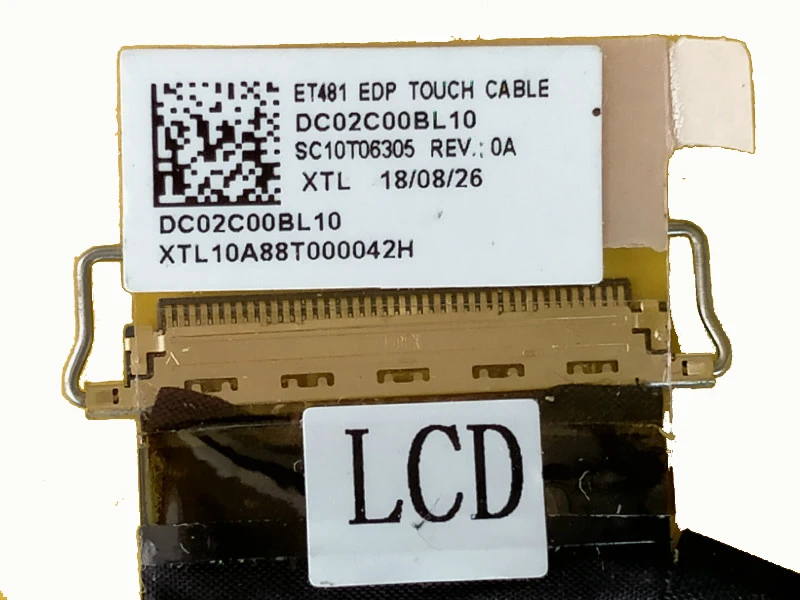 ET481 EDP TOUCH CABLE
DC02C00BL10
SC10T06305 REV.: 0A
XTL 18/08/26
DC02C00BL10
XTL10A88T000042H
LCD